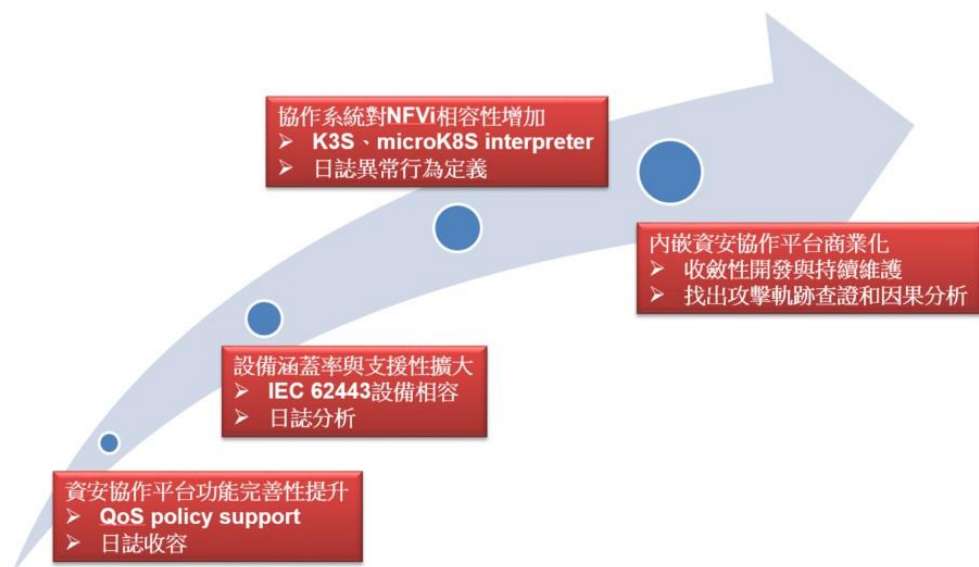 協作系統對NFVi相容性增加
➢ K3S、microK8S interpreter
➢ 日誌異常行為定義
內嵌資安協作平台商業化
➢ 收斂性開發與持續維護
➢ 找出攻擊軌跡查證和因果分析
設備涵蓋率與支援性擴大
➢ IEC 62443設備相容
➢ 日誌分析
資安協作平台功能完善性提升
➢ QoS policy support
➢ 日誌收容